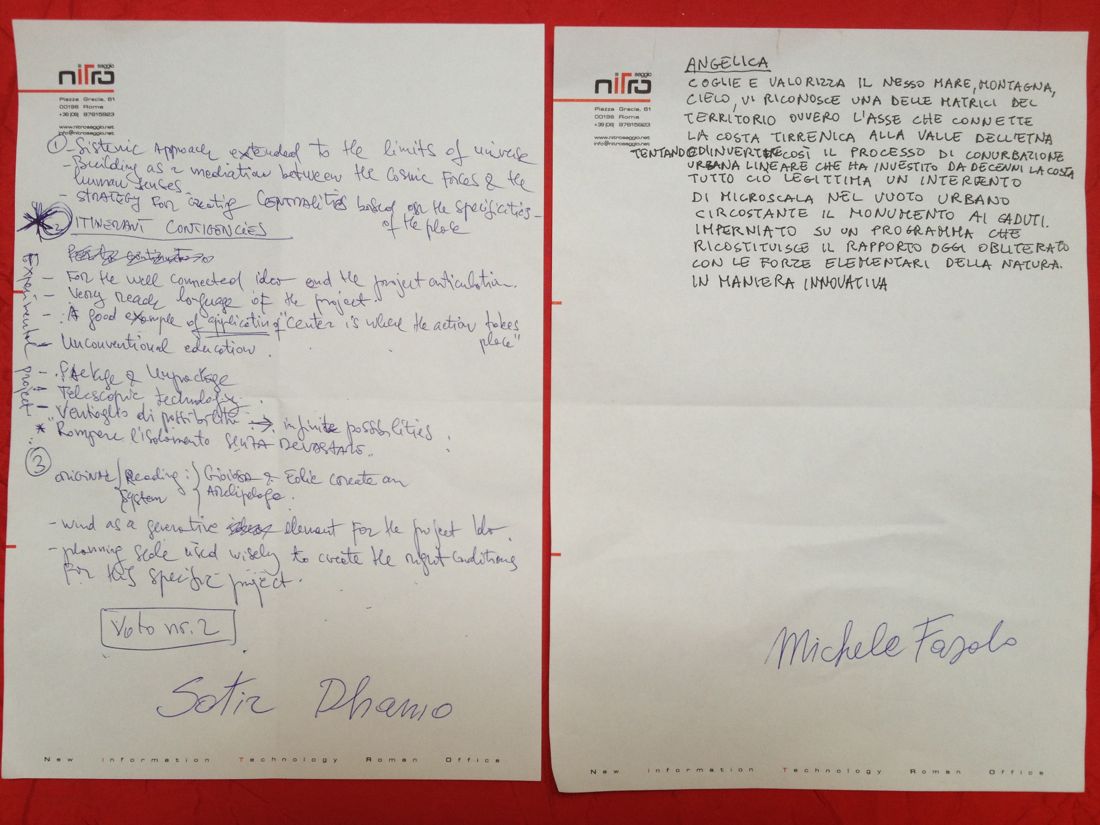 nITro saggio
Piazza Grecia, 61
00196 Roma
www.nitrosaggio.net
info@nitrosaggio.net
① Sistemic Approach extended to the limits of universe
- Building as a mediation between the Cosmic Forces & the
human senses
- STRATEGY For creating CENTRALITIES based on the specificities
of the place
2 ITINERANT CONTIGENCIES
Experimental project
- For the well connected idea and the project articulation.
- Very ready language of the project.
- A good example of application of "center is where the action takes
place"
- Unconventional education.
- Package & Unpackage
- Telescopic technology.
- Ventaglio di possibilità → infinite possibilities
* "Rompere l'isolamento SENZA DEVASTARLO"
③
ORIGINAL Reading: Gioiosa & Eolie create an
System Archipelago.
- wind as a generative element for the project idea.
- planning scale used wisely to create the right conditions
For this specific project.
Voto nr. 2
Sotir Dhamo
New Information Technology Roman Office
nITro saggio
Piazza Grecia, 61
00196 Roma
www.nitrosaggio.net
info@nitrosaggio.net
ANGELICA
COGLIE E VALORIZZA IL NESSO MARE, MONTAGNA,
CIELO, VI RICONOSCE UNA DELLE MATRICI DEL
TERRITORIO OVVERO L'ASSE CHE CONNETTE
LA COSTA TIRRENICA ALLA VALLE DELL'ETNA
TENTANDO ED INVERTIRE COSÌ IL PROCESSO DI CONURBAZIONE
URBANA LINEARE CHE HA INVESTITO DA DECENNI LA COSTA
TUTTO CIÒ LEGITTIMA UN INTERVENTO
DI MICROSCALA NEL VUOTO URBANO
CIRCOSTANTE IL MONUMENTO AI CADUTI.
IMPERNIATO SU UN PROGRAMMA CHE
RICOSTITUISCE IL RAPPORTO OGGI OBLITERATO
CON LE FORZE ELEMENTARI DELLA NATURA.
IN MANIERA INNOVATIVA
Michele Fasolo
New Information Technology Roman Office